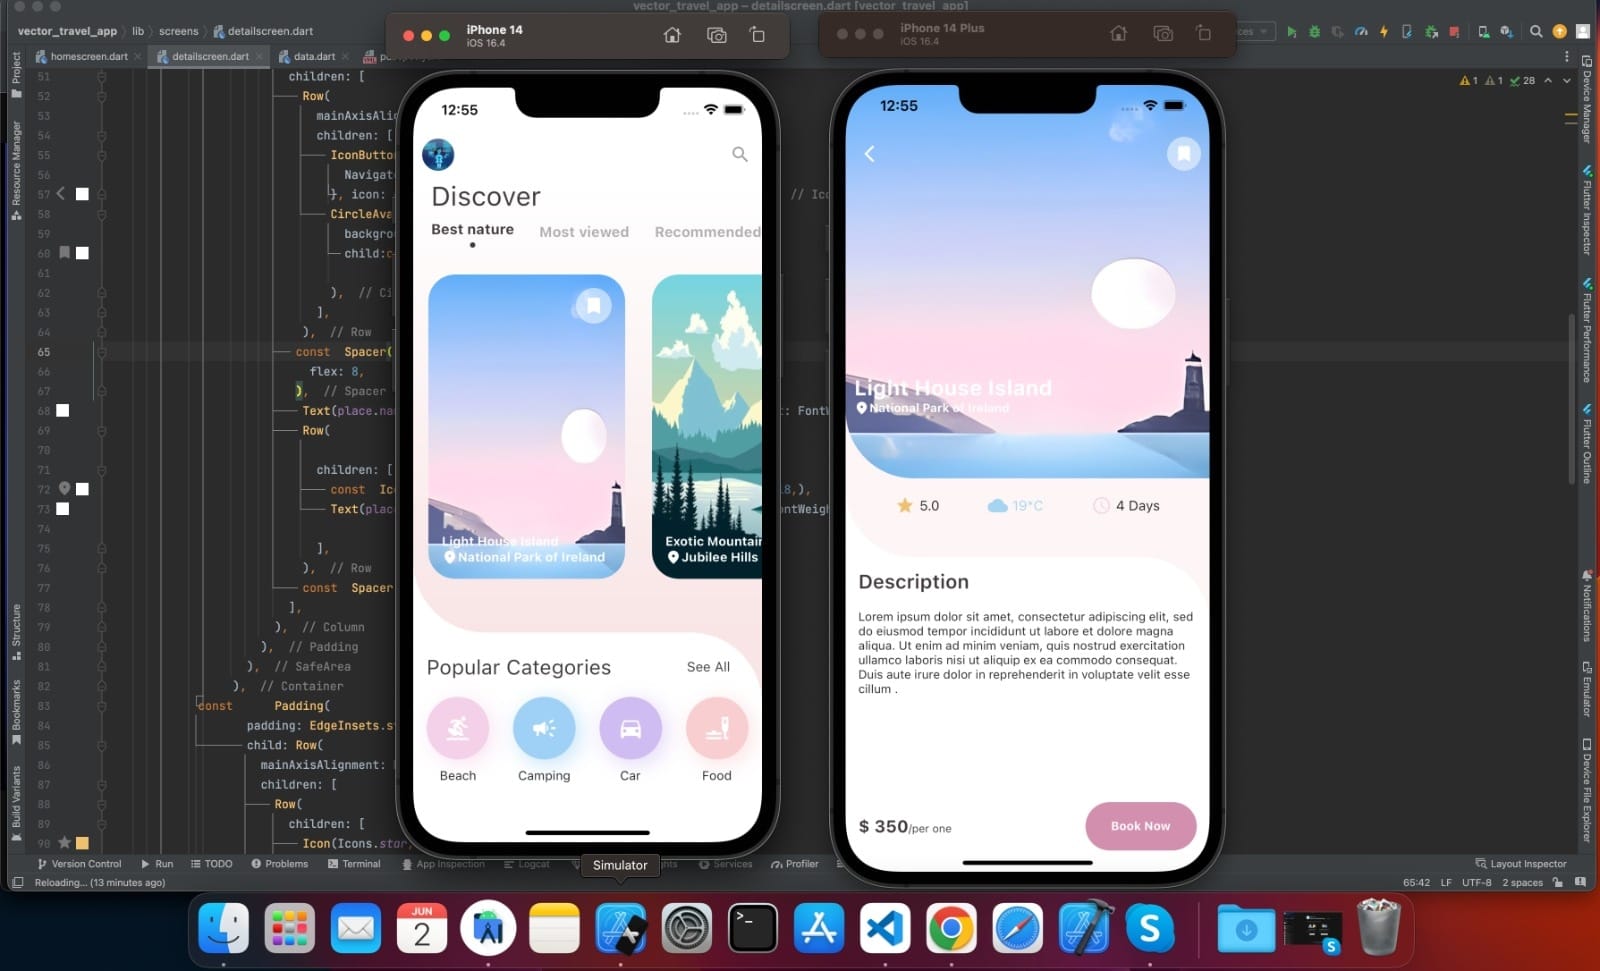 vector_travel_app – detailscreen.dart [vector_travel_app]
vector_travel_app
lib
screens
detailscreen.dart
homescreen.dart
detailscreen.dart
data.dart
1 1 28
Project
Resource Manager
Structure
Bookmarks
Build Variants
51 children: [
52 Row(
53 mainAxisAli
54 children: [
55 IconButton
56 Navigat
57 }, icon: // Ico
58 CircleAva
59 backgro
60 child:c
61
62 ), // Ci
63 ],
64 ), // Row
65 const Spacer(
66 flex: 8,
67 ), // Spacer
68 Text(place.na t: FontW
69 Row(
70
71 children: [
72 const Ico 18,),
73 Text(plac ontWeigh
74
75 ],
76 ), // Row
77 const Spacer
78 ],
79 ), // Column
80 ), // Padding
81 ), // SafeArea
82 ), // Container
83 const Padding(
84 padding: EdgeInsets.s
85 child: Row(
86 mainAxisAlignment:
87 children: [
88 Row(
89 children: [
90 Icon(Icons.star,
iPhone 14
iOS 16.4
12:55
Discover
Best nature
Most viewed
Recommended
Light House Island
National Park of Ireland
Exotic Mountain
Jubilee Hills
Popular Categories
See All
Beach
Camping
Car
Food
iPhone 14 Plus
iOS 16.4
12:55
Light House Island
National Park of Ireland
5.0
19°C
4 Days
Description
Lorem ipsum dolor sit amet, consectetur adipiscing elit, sed
do eiusmod tempor incididunt ut labore et dolore magna
aliqua. Ut enim ad minim veniam, quis nostrud exercitation
ullamco laboris nisi ut aliquip ex ea commodo consequat.
Duis aute irure dolor in reprehenderit in voluptate velit esse
cillum .
$ 350/per one
Book Now
Device Manager
Flutter Inspector
Flutter Performance
Flutter Outline
Notifications
Emulator
Device File Explorer
Version Control
Run
TODO
Problems
Terminal
App Inspection
Logcat
Services
Profiler
Layout Inspector
Simulator
Reloading... (13 minutes ago)
65:42
LF
UTF-8
2 spaces
JUN
2